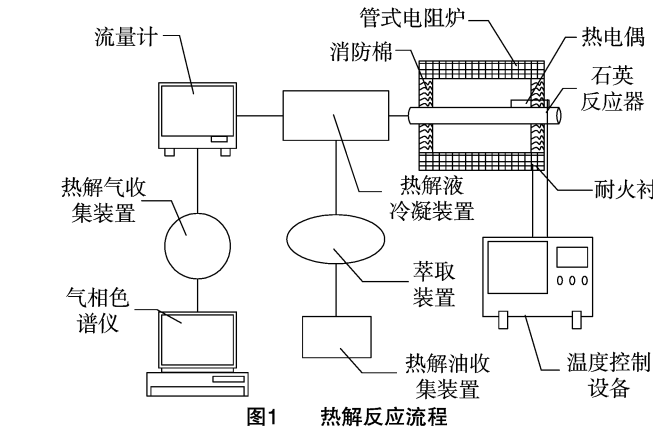 管式电阻炉
流量计
消防棉
热电偶
石英
反应器
热解气收
集装置
热解液
冷凝装置
耐火衬
萃取
装置
气相色
谱仪
热解油收
集装置
温度控制
设备
图1 热解反应流程